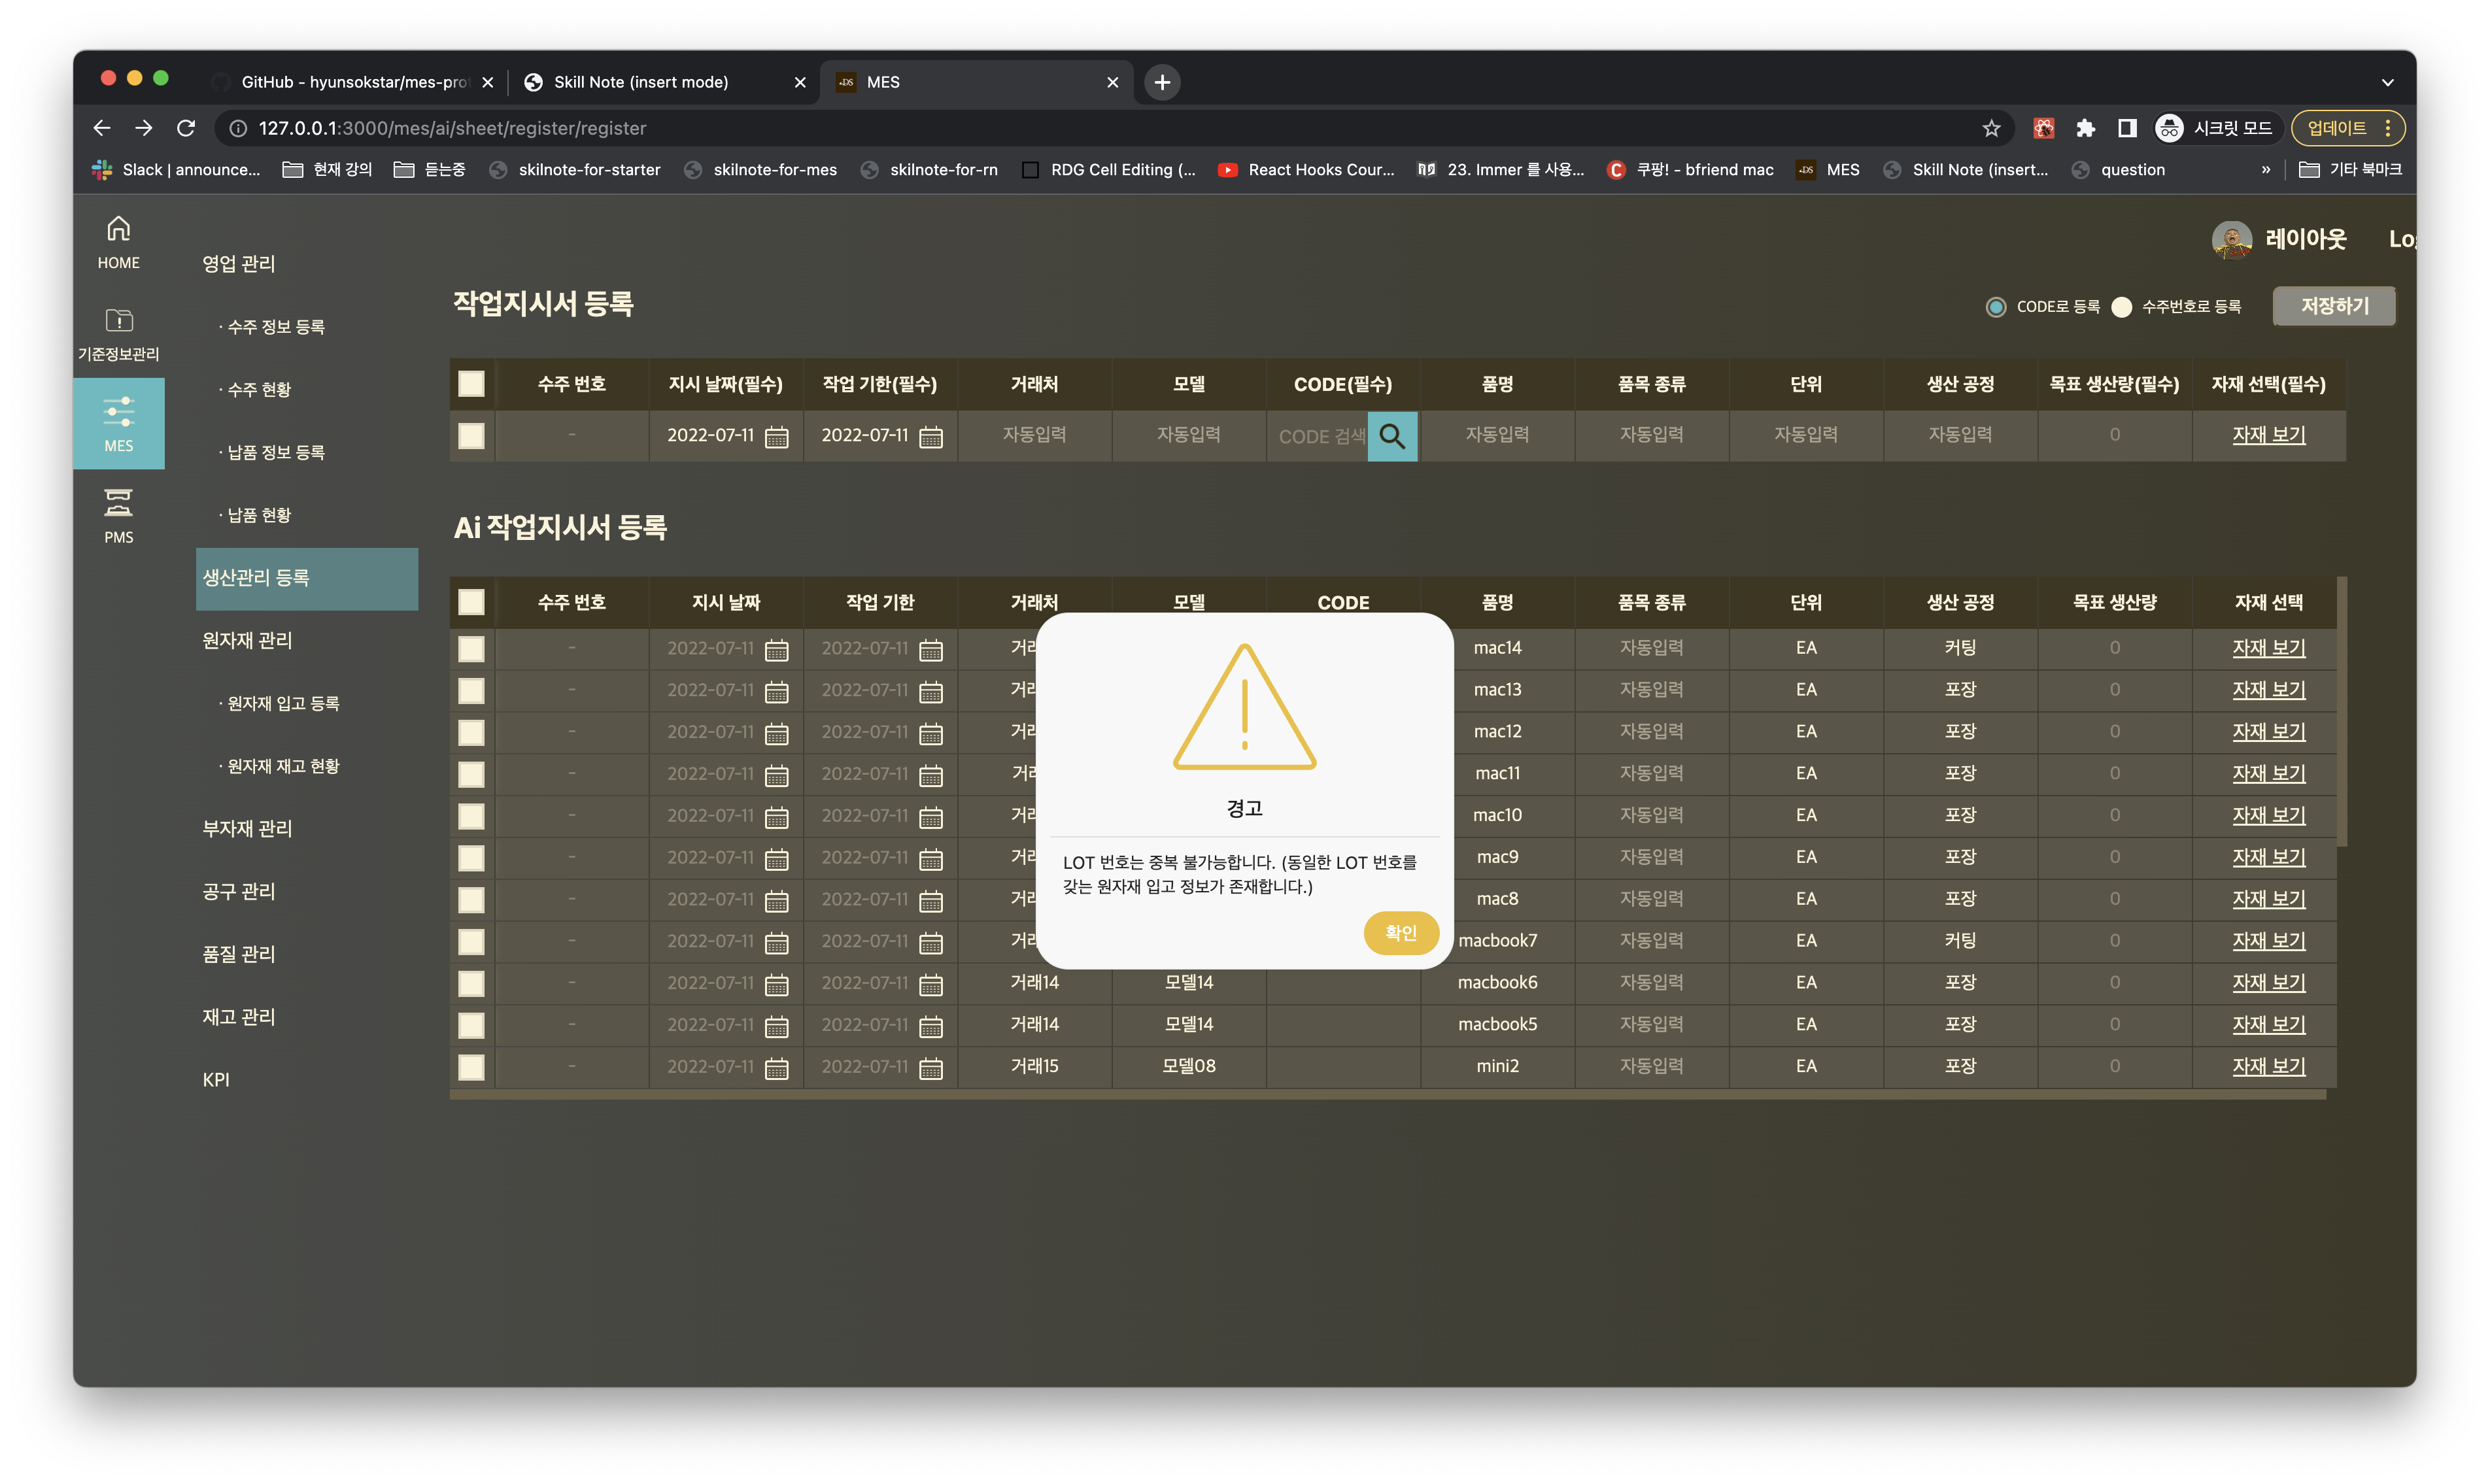 GitHub - hyunsokstar/mes-prot
Skill Note (insert mode)
MES
127.0.0.1:3000/mes/ai/sheet/register/register
시크릿 모드
업데이트
Slack | announce...
현재 강의
듣는중
skilnote-for-starter
skilnote-for-mes
skilnote-for-rn
RDG Cell Editing (...
React Hooks Cour...
23. Immer 를 사용...
쿠팡! - bfriend mac
MES
Skill Note (insert...
question
»
기타 북마크
HOME
기준정보관리
MES
PMS
영업 관리
· 수주 정보 등록
· 수주 현황
· 납품 정보 등록
· 납품 현황
생산관리 등록
원자재 관리
· 원자재 입고 등록
· 원자재 재고 현황
부자재 관리
공구 관리
품질 관리
재고 관리
KPI
레이아웃
Log
작업지시서 등록
CODE로 등록 수주번호로 등록 저장하기
수주 번호 지시 날짜(필수) 작업 기한(필수) 거래처 모델 CODE(필수) 품명 품목 종류 단위 생산 공정 목표 생산량(필수) 자재 선택(필수)
- 2022-07-11 2022-07-11 자동입력 자동입력 CODE 검색 자동입력 자동입력 자동입력 자동입력 0 자재 보기
Ai 작업지시서 등록
수주 번호 지시 날짜 작업 기한 거래처 모델 CODE 품명 품목 종류 단위 생산 공정 목표 생산량 자재 선택
- 2022-07-11 2022-07-11 거래 mac14 자동입력 EA 커팅 0 자재 보기
- 2022-07-11 2022-07-11 거래 mac13 자동입력 EA 포장 0 자재 보기
- 2022-07-11 2022-07-11 거래 mac12 자동입력 EA 포장 0 자재 보기
- 2022-07-11 2022-07-11 거래 mac11 자동입력 EA 포장 0 자재 보기
- 2022-07-11 2022-07-11 거래 mac10 자동입력 EA 포장 0 자재 보기
- 2022-07-11 2022-07-11 거래 mac9 자동입력 EA 포장 0 자재 보기
- 2022-07-11 2022-07-11 거래 mac8 자동입력 EA 포장 0 자재 보기
- 2022-07-11 2022-07-11 거래 macbook7 자동입력 EA 커팅 0 자재 보기
- 2022-07-11 2022-07-11 거래14 모델14 macbook6 자동입력 EA 포장 0 자재 보기
- 2022-07-11 2022-07-11 거래14 모델14 macbook5 자동입력 EA 포장 0 자재 보기
- 2022-07-11 2022-07-11 거래15 모델08 mini2 자동입력 EA 포장 0 자재 보기
경고
LOT 번호는 중복 불가능합니다. (동일한 LOT 번호를
갖는 원자재 입고 정보가 존재합니다.)
확인